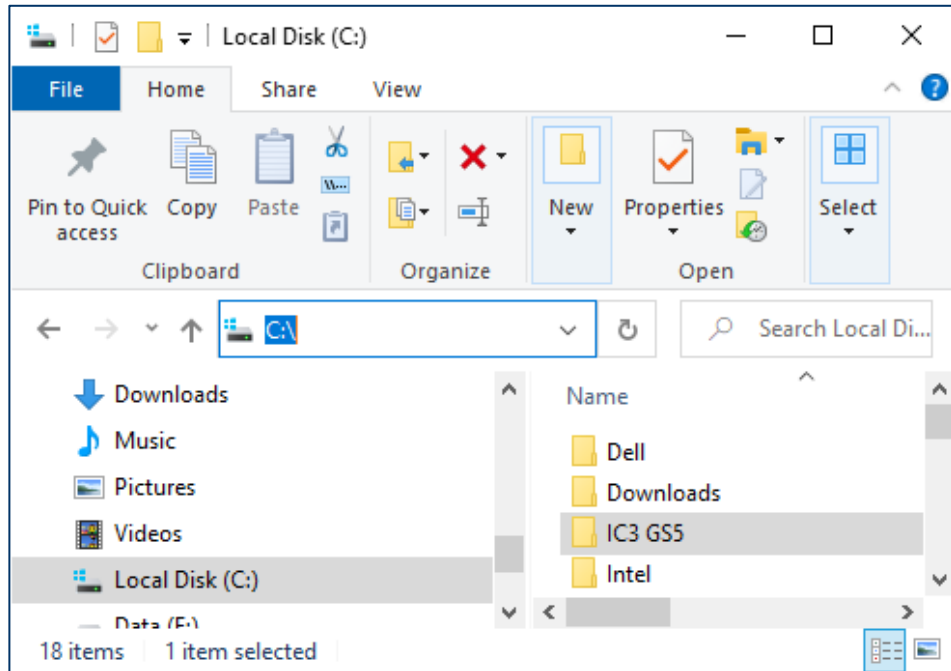 Local Disk (C:)
File Home Share View
Pin to Quick access
Copy
Paste
New
Properties
Select
Clipboard Organize Open
C:\
Search Local Di...
Downloads
Music
Pictures
Videos
Local Disk (C:)
Name
Dell
Downloads
IC3 GS5
Intel
18 items 1 item selected